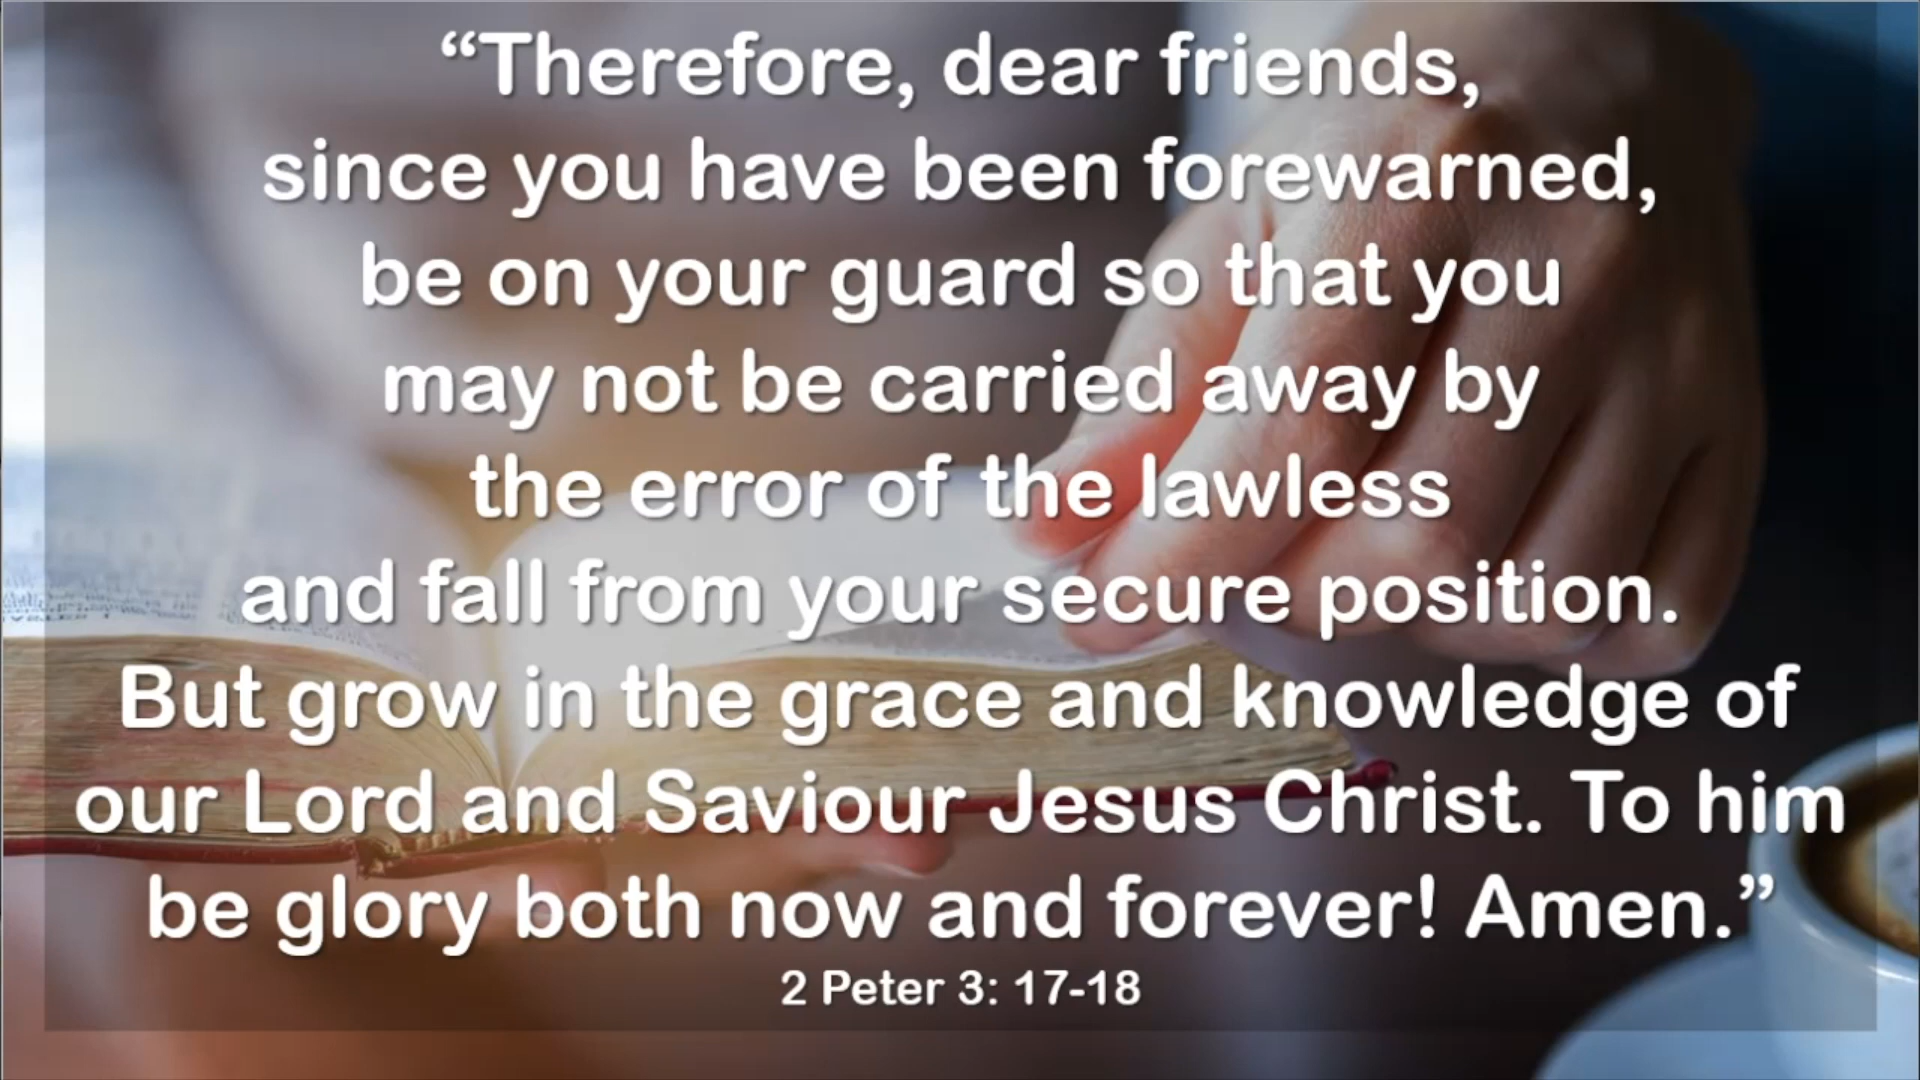 “Therefore, dear friends,
since you have been forewarned,
be on your guard so that you
may not be carried away by
the error of the lawless
and fall from your secure position.
But grow in the grace and knowledge of
our Lord and Saviour Jesus Christ. To him
be glory both now and forever! Amen.”
2 Peter 3: 17-18